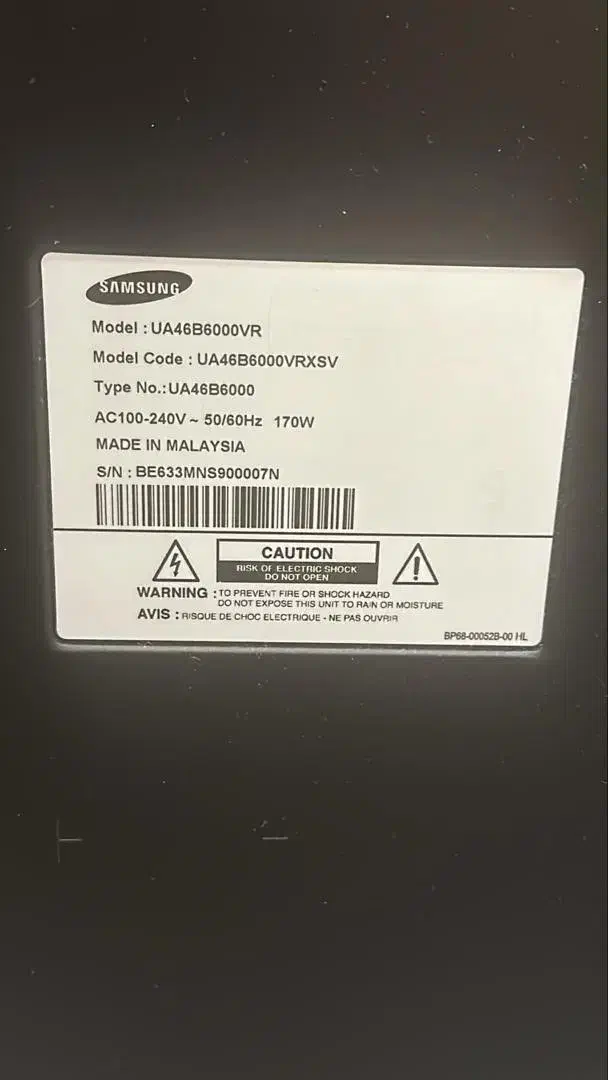 SAMSUNG
Model : UA46B6000VR
Model Code : UA46B6000VRXSV
Type No.:UA46B6000
AC100-240V ~ 50/60Hz 170W
MADE IN MALAYSIA
S/N : BE633MNS900007N
CAUTION
RISK OF ELECTRIC SHOCK
DO NOT OPEN
WARNING : TO PREVENT FIRE OR SHOCK HAZARD
DO NOT EXPOSE THIS UNIT TO RAIN OR MOISTURE
AVIS : RISQUE DE CHOC ELECTRIQUE - NE PAS OUVRIR
BP68-00052B-00 HL